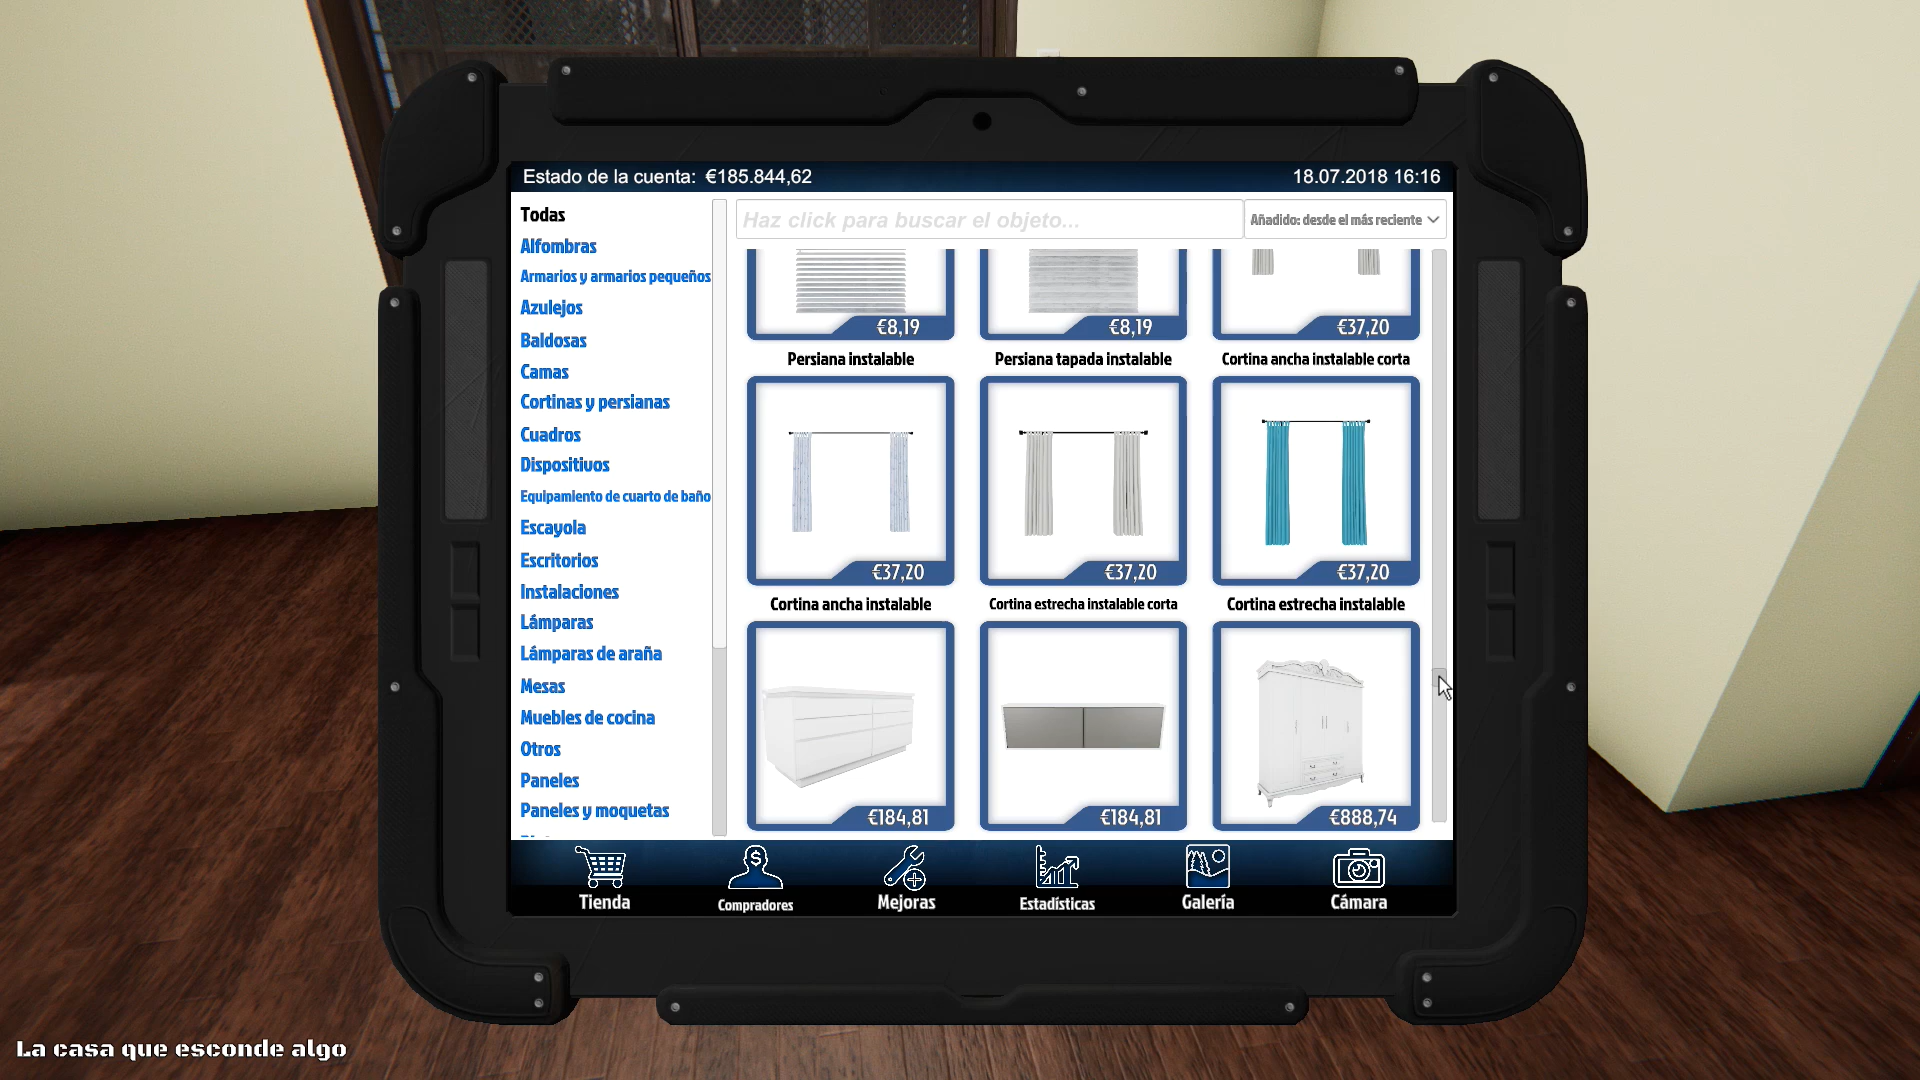 Estado de la cuenta: €185.844,62
18.07.2018 16:16
Todas
Alfombras
Armarios y armarios pequeños
Azulejos
Baldosas
Camas
Cortinas y persianas
Cuadros
Dispositivos
Equipamiento de cuarto de baño
Escayola
Escritorios
Instalaciones
Lámparas
Lámparas de araña
Mesas
Muebles de cocina
Otros
Paneles
Paneles y moquetas
Haz click para buscar el objeto...
Añadido: desde el más reciente
€8,19
€8,19
€37,20
Persiana instalable
Persiana tapada instalable
Cortina ancha instalable corta
€37,20
€37,20
€37,20
Cortina ancha instalable
Cortina estrecha instalable corta
Cortina estrecha instalable
€184,81
€184,81
€888,74
Tienda
Compradores
Mejoras
Estadísticas
Galería
Cámara
La casa que esconde algo